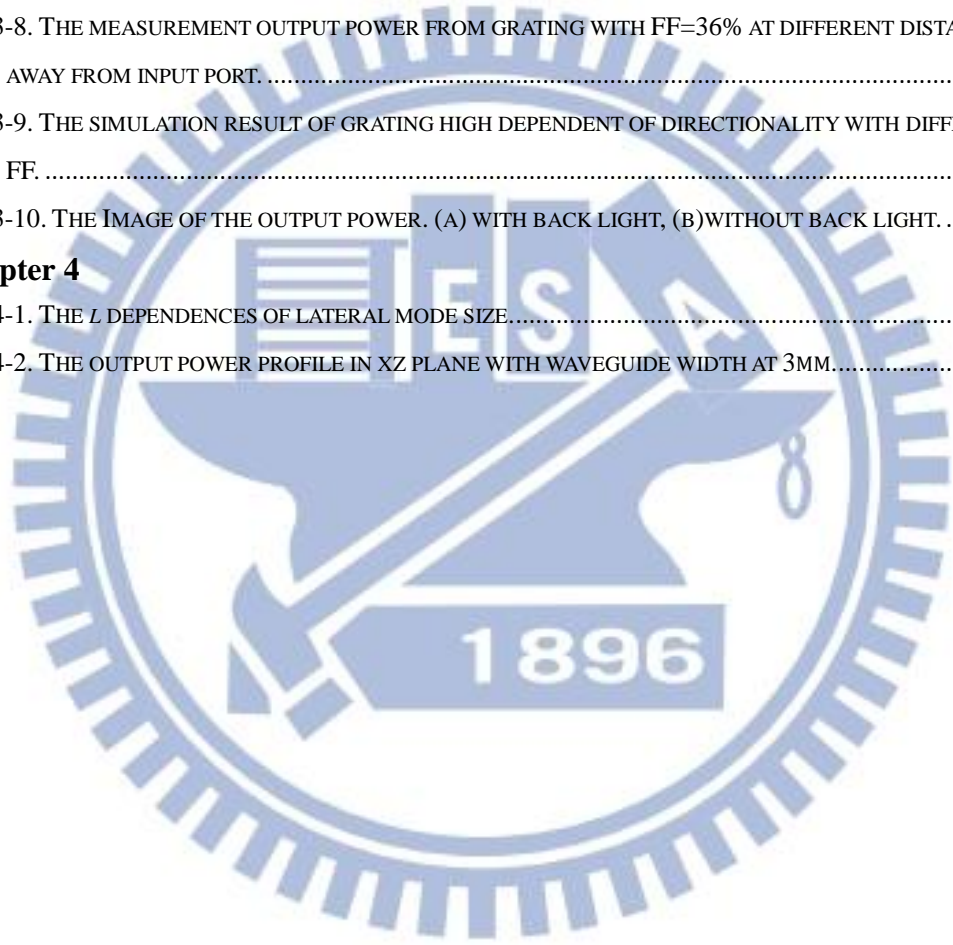 3-8. THE MEASUREMENT OUTPUT POWER FROM GRATING WITH FF=36% AT DIFFERENT DISTA
AWAY FROM INPUT PORT. ....................................................................
3-9. THE SIMULATION RESULT OF GRATING HIGH DEPENDENT OF DIRECTIONALITY WITH DIFF
FF. ....................................................................
3-10. THE IMAGE OF THE OUTPUT POWER. (A) WITH BACK LIGHT, (B)WITHOUT BACK LIGHT. ..
pter 4
4-1. THE L DEPENDENCES OF LATERAL MODE SIZE....................................................................
4-2. THE OUTPUT POWER PROFILE IN XZ PLANE WITH WAVEGUIDE WIDTH AT 3MM...................
E S A
8
1896